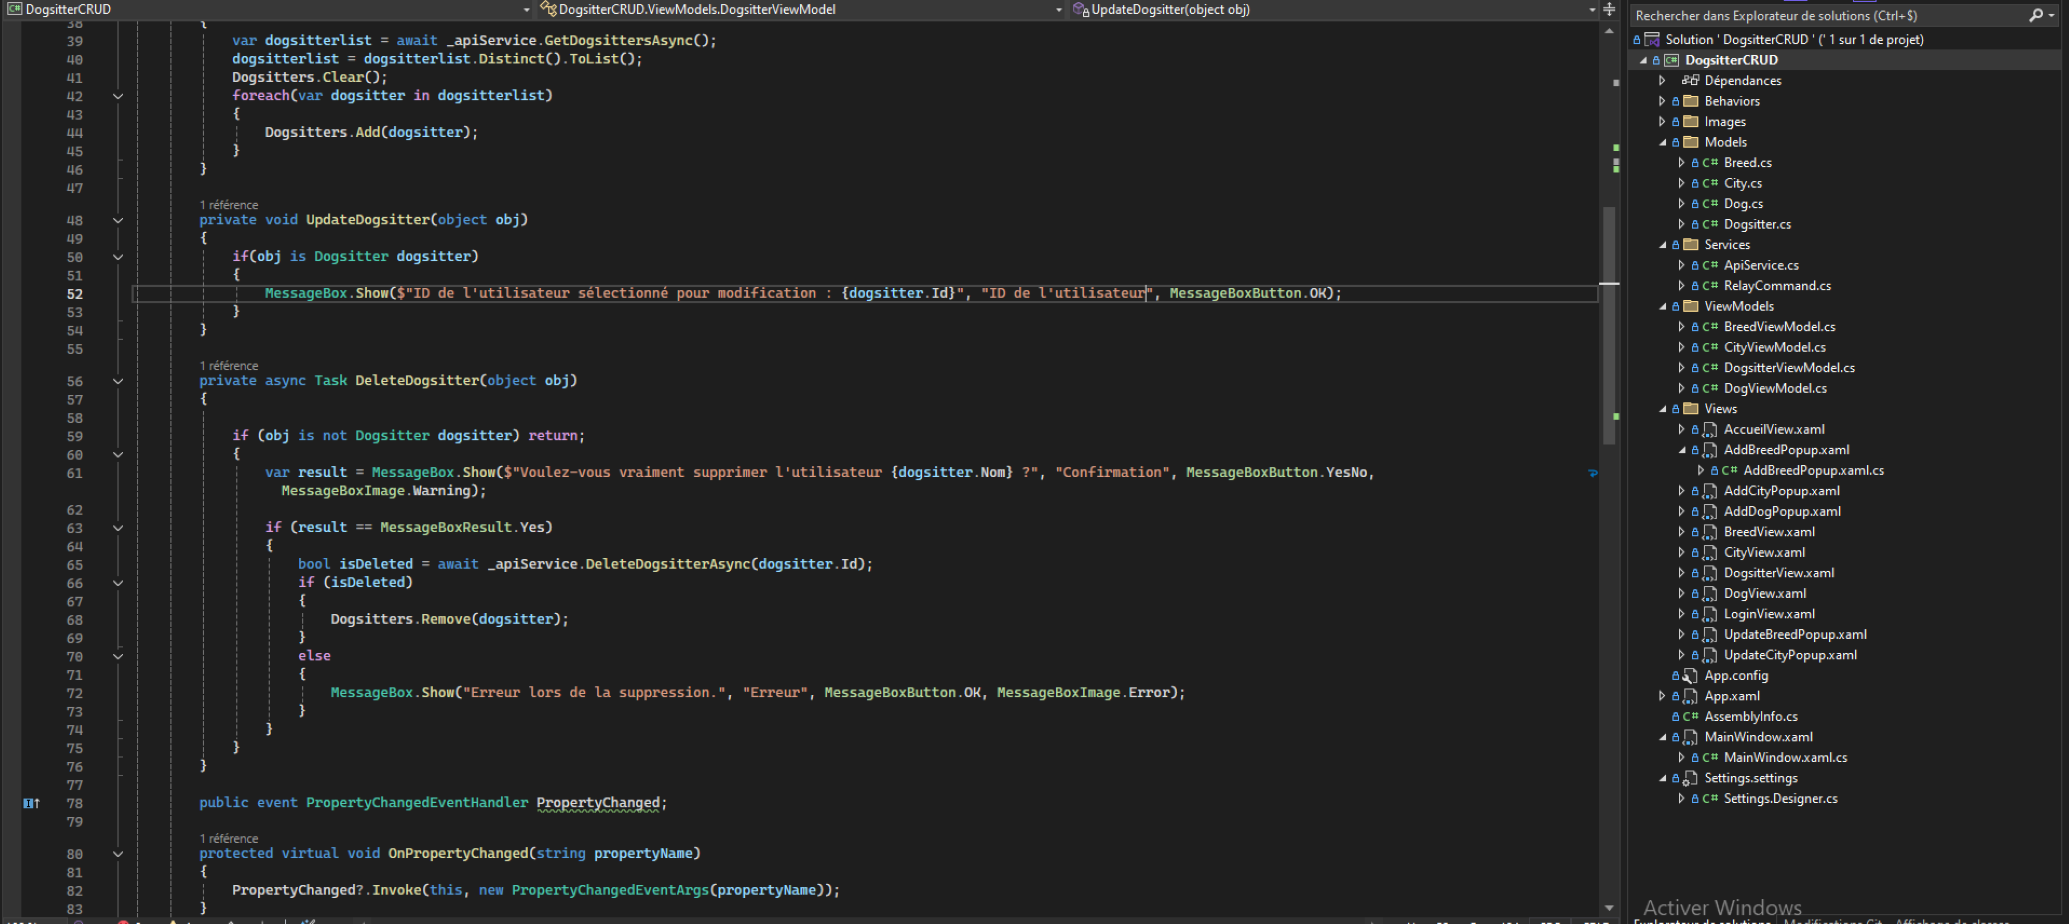 DogsitterCRUD
DogsitterCRUD.ViewModels.DogsitterViewModel
UpdateDogsitter(object obj)
38 {
39 var dogsitterlist = await _apiService.GetDogsittersAsync();
40 dogsitterlist = dogsitterlist.Distinct().ToList();
41 Dogsitters.Clear();
42 foreach(var dogsitter in dogsitterlist)
43 {
44 Dogsitters.Add(dogsitter);
45 }
46 }
47
1 référence
48 private void UpdateDogsitter(object obj)
49 {
50 if(obj is Dogsitter dogsitter)
51 {
52 MessageBox.Show($"ID de l'utilisateur sélectionné pour modification : {dogsitter.Id}", "ID de l'utilisateur", MessageBoxButton.OK);
53 }
54 }
55
1 référence
56 private async Task DeleteDogsitter(object obj)
57 {
58
59 if (obj is not Dogsitter dogsitter) return;
60 {
61 var result = MessageBox.Show($"Voulez-vous vraiment supprimer l'utilisateur {dogsitter.Nom} ?", "Confirmation", MessageBoxButton.YesNo,
MessageBoxImage.Warning);
62
63 if (result == MessageBoxResult.Yes)
64 {
65 bool isDeleted = await _apiService.DeleteDogsitterAsync(dogsitter.Id);
66 if (isDeleted)
67 {
68 Dogsitters.Remove(dogsitter);
69 }
70 else
71 {
72 MessageBox.Show("Erreur lors de la suppression.", "Erreur", MessageBoxButton.OK, MessageBoxImage.Error);
73 }
74 }
75 }
76 }
77
78 public event PropertyChangedEventHandler PropertyChanged;
79
1 référence
80 protected virtual void OnPropertyChanged(string propertyName)
81 {
82 PropertyChanged?.Invoke(this, new PropertyChangedEventArgs(propertyName));
83 }
Rechercher dans Explorateur de solutions (Ctrl+$)
Solution ' DogsitterCRUD ' (' 1 sur 1 de projet)
C# DogsitterCRUD
Dépendances
Behaviors
Images
Models
C# Breed.cs
C# City.cs
C# Dog.cs
C# Dogsitter.cs
Services
C# ApiService.cs
C# RelayCommand.cs
ViewModels
C# BreedViewModel.cs
C# CityViewModel.cs
C# DogsitterViewModel.cs
C# DogViewModel.cs
Views
AccueilView.xaml
AddBreedPopup.xaml
C# AddBreedPopup.xaml.cs
AddCityPopup.xaml
AddDogPopup.xaml
BreedView.xaml
CityView.xaml
DogsitterView.xaml
DogView.xaml
LoginView.xaml
UpdateBreedPopup.xaml
UpdateCityPopup.xaml
App.config
App.xaml
C# AssemblyInfo.cs
MainWindow.xaml
C# MainWindow.xaml.cs
Settings.settings
C# Settings.Designer.cs
Activer Windows
Explorateur de solutions Modifications Git Affichage de classes